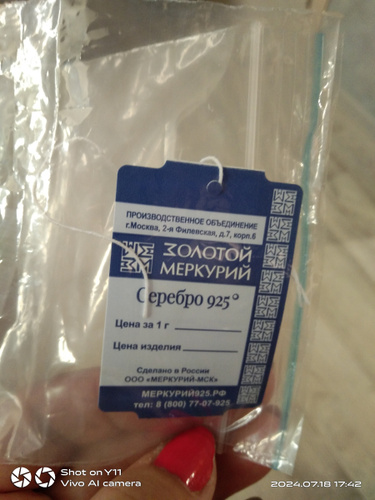 ПРОИЗВОДСТВЕННОЕ ОБЪЕДИНЕНИЕ
г.Москва, 2-я Филевская, д.7, корп.6
ЗОЛОТОЙ
МЕРКУРИЙ
Серебро 925°
Цена за 1 г
Цена изделия
Сделано в России
ООО «МЕРКУРИЙ-МСК»
МЕРКУРИЙ925.РФ
тел: 8 (800) 77-07-925
Shot on Y11
Vivo AI camera
2024.07.18 17:42